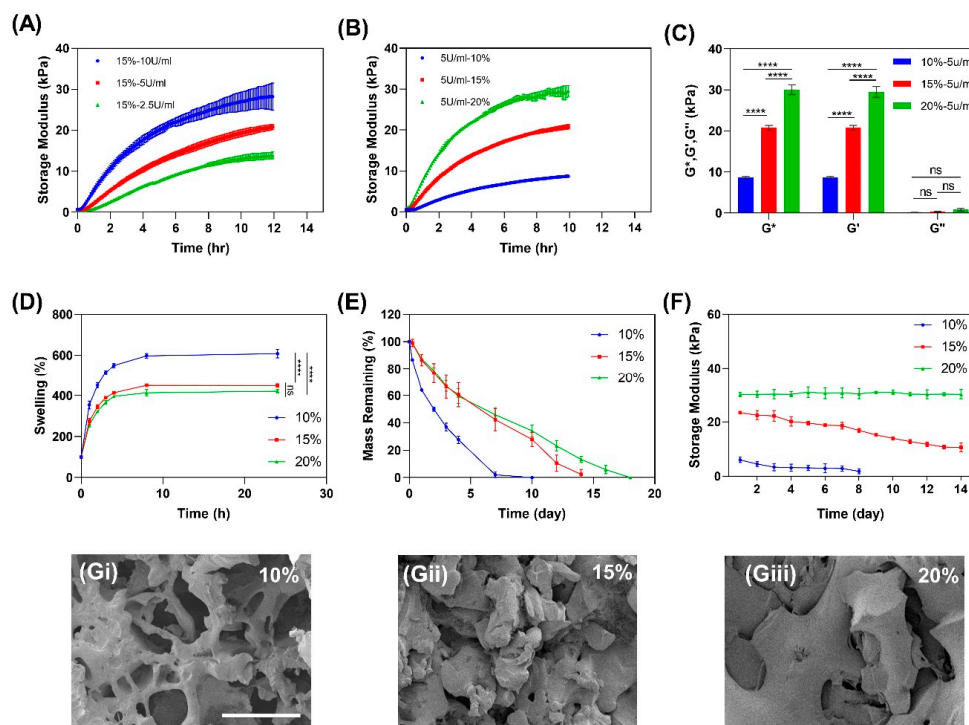 (A)
Storage Modulus (kPa)
40
30
20
10
0
0 2 4 6 8 10 12 14
Time (hr)
15%-10U/ml
15%-5U/ml
15%-2.5U/ml
(B)
Storage Modulus (kPa)
40
30
20
10
0
0 2 4 6 8 10 12 14
Time (hr)
5U/ml-10%
5U/ml-15%
5U/ml-20%
(C)
G*,G',G'' (kPa)
40
30
20
10
0
G* G' G''
**** **** ****
**** **** ****
ns ns ns
10%-5u/m
15%-5u/m
20%-5u/m
(D)
Swelling (%)
800
600
400
200
0
0 10 20 30
Time (h)
**** **** ns
10%
15%
20%
(E)
Mass Remaining (%)
120
100
80
60
40
20
0
0 5 10 15 20
Time (day)
10%
15%
20%
(F)
Storage Modulus (kPa)
60
40
20
0
2 4 6 8 10 12 14
Time (day)
10%
15%
20%
(Gi) 10%
(Gii) 15%
(Giii) 20%